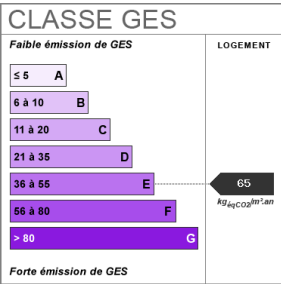 CLASSE GES
Faible émission de GES
LOGEMENT
≤ 5 A
6 à 10 B
11 à 20 C
21 à 35 D
36 à 55 E
65
kgéqCO2/m².an
56 à 80 F
> 80 G
Forte émission de GES